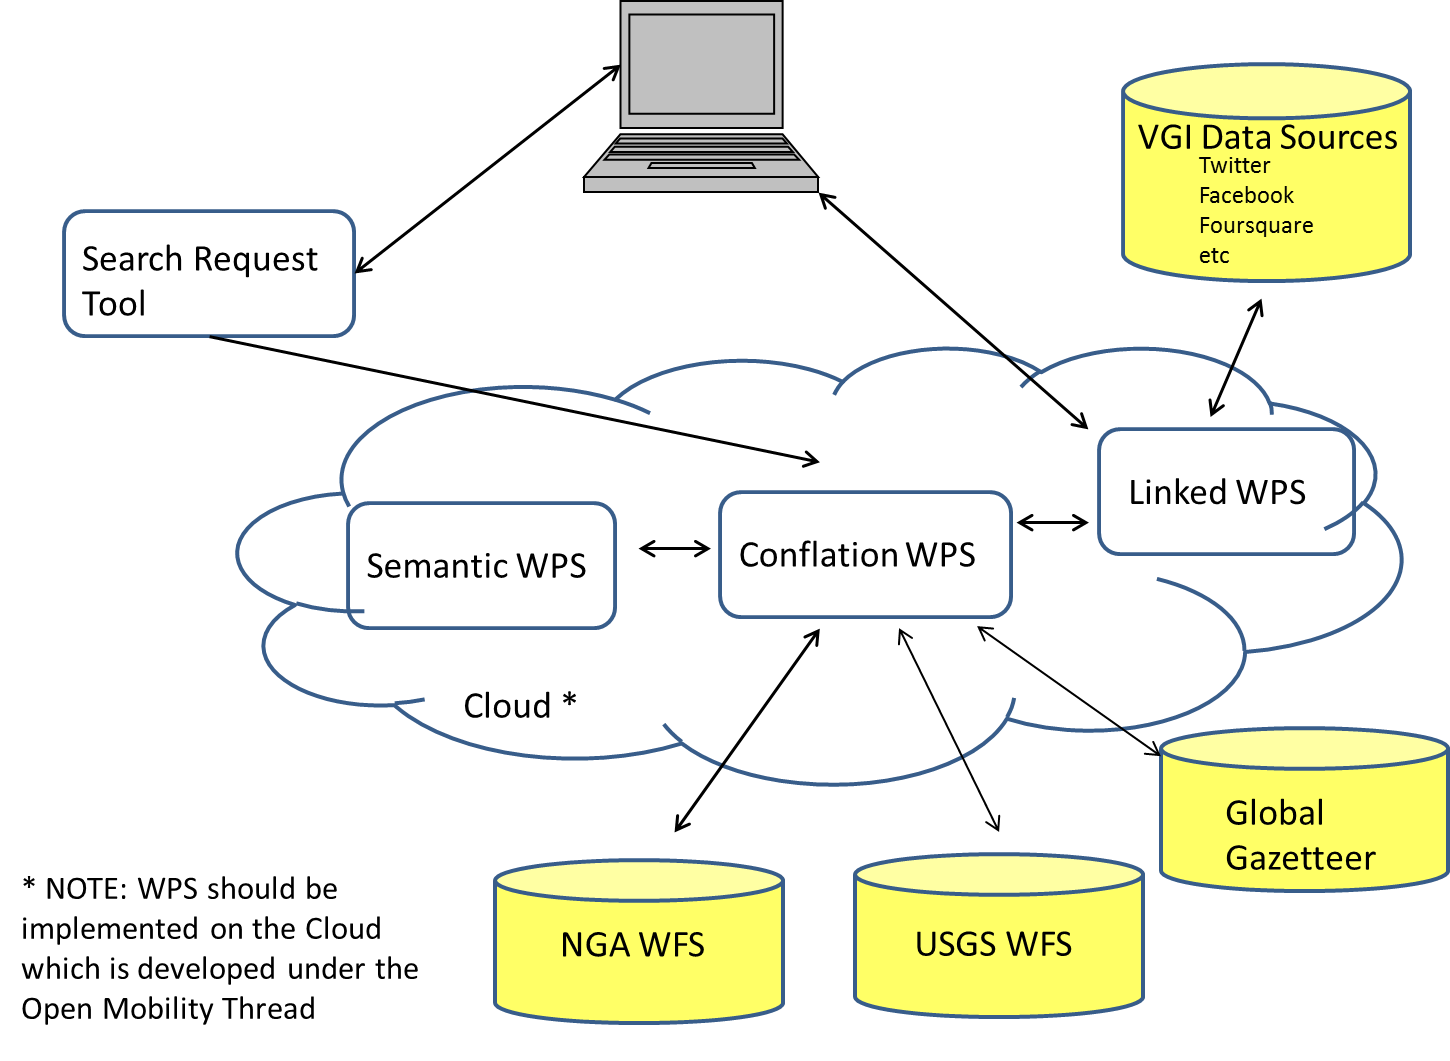 VGI Data Sources
Twitter
Facebook
Foursquare
etc
Search Request
Tool
Linked WPS
Semantic WPS
Conflation WPS
Cloud *
Global
Gazetteer
* NOTE: WPS should be
implemented on the Cloud
which is developed under the
Open Mobility Thread
NGA WFS
USGS WFS